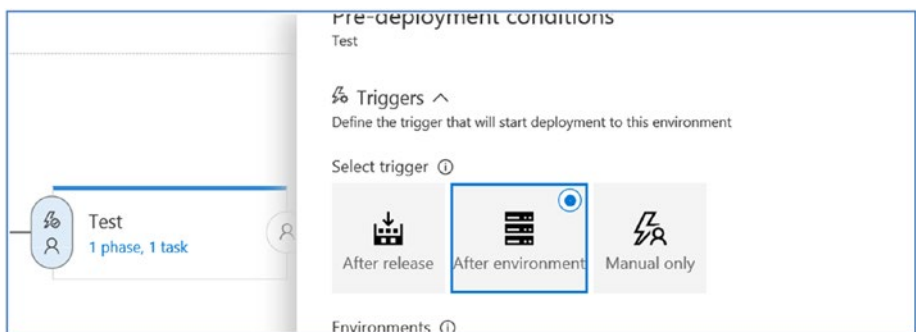 Pre-deployment conditions
Test
Triggers
Define the trigger that will start deployment to this environment
Select trigger
Test
1 phase, 1 task
After release
After environment
Manual only
Environments